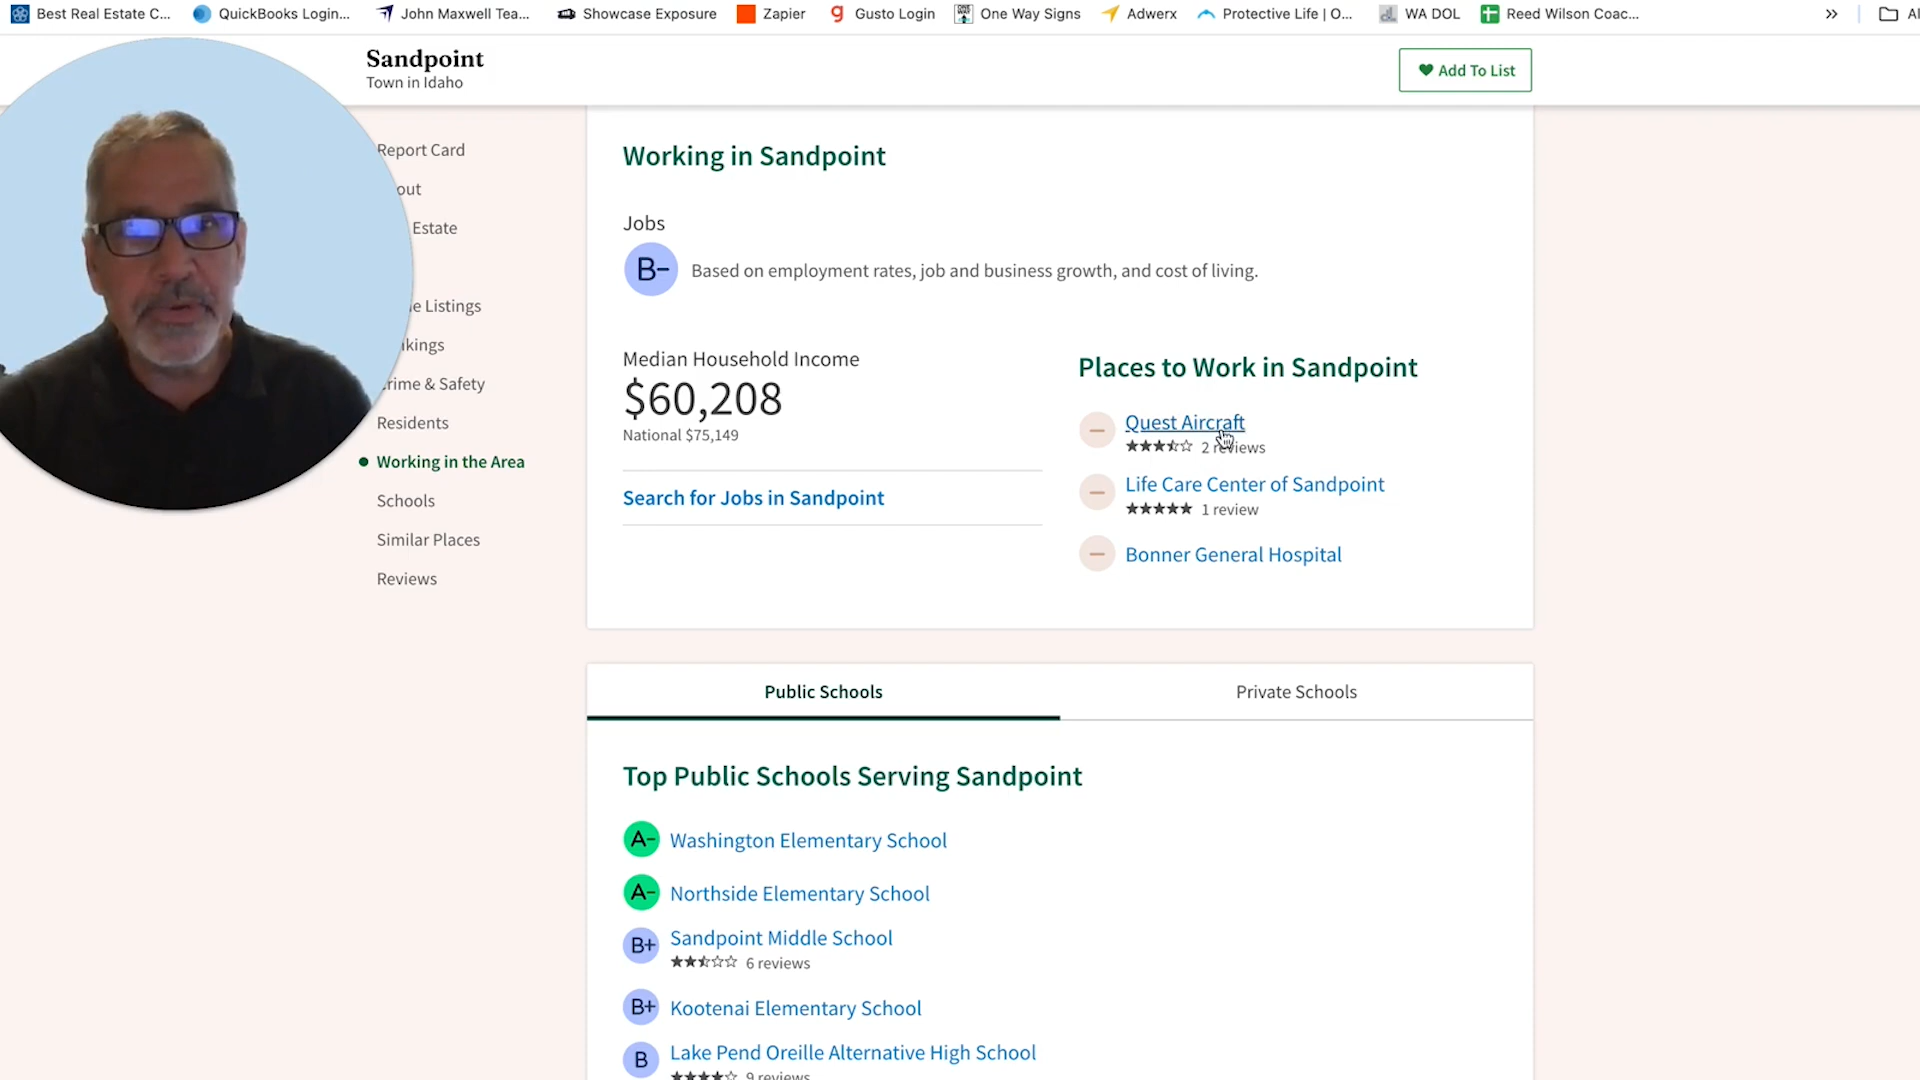 Best Real Estate C... QuickBooks Login... John Maxwell Tea... Showcase Exposure Zapier Gusto Login One Way Signs Adwerx Protective Life | O... WA DOL Reed Wilson Coac... »
Sandpoint
Town in Idaho
Add To List
Report Card
out
Estate
e Listings
kings
rime & Safety
Residents
Working in the Area
Schools
Similar Places
Reviews
Working in Sandpoint
Jobs
B- Based on employment rates, job and business growth, and cost of living.
Median Household Income
$60,208
National $75,149
Search for Jobs in Sandpoint
Places to Work in Sandpoint
Quest Aircraft
2 reviews
Life Care Center of Sandpoint
1 review
Bonner General Hospital
Public Schools Private Schools
Top Public Schools Serving Sandpoint
A- Washington Elementary School
A- Northside Elementary School
B+ Sandpoint Middle School
6 reviews
B+ Kootenai Elementary School
B Lake Pend Oreille Alternative High School
9 reviews